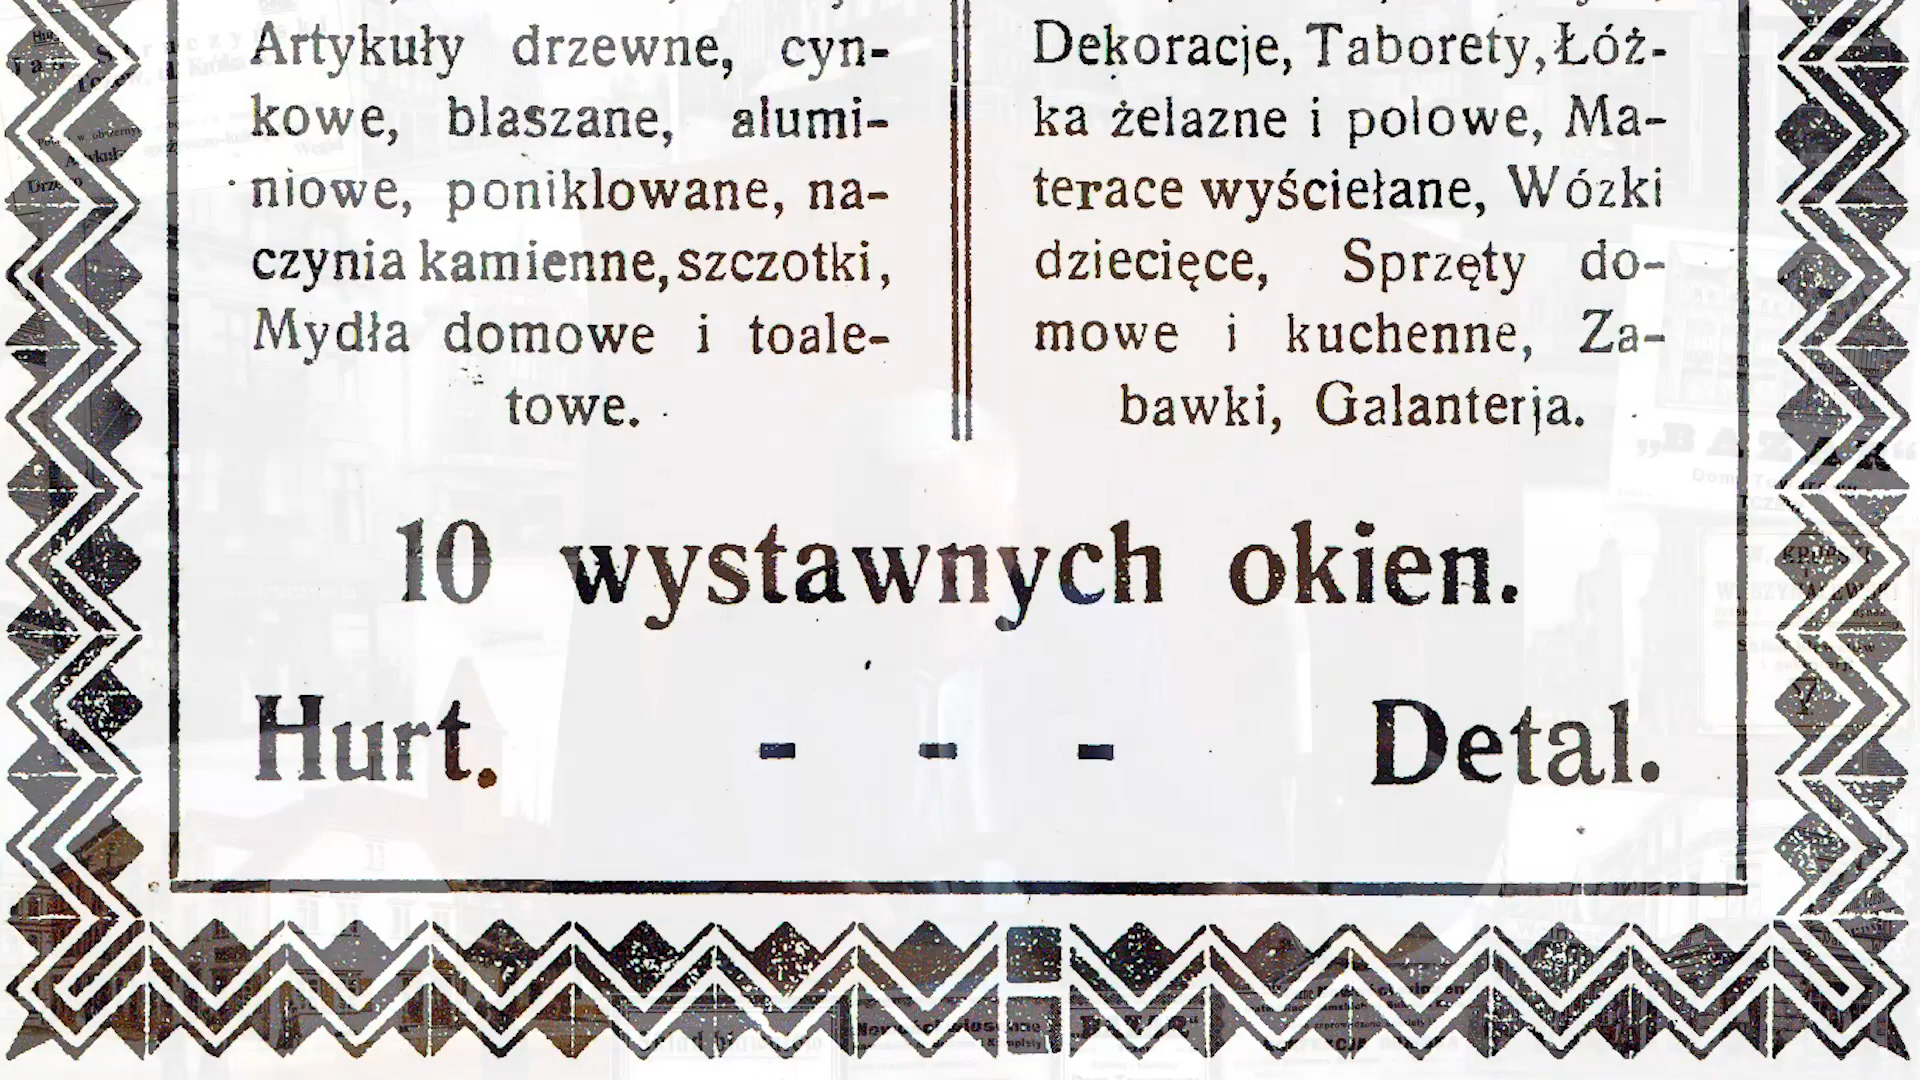 Artykuły drzewne, cyn-
kowe, blaszane, alumi-
niowe, poniklowane, na-
czynia kamienne, szczotki,
Mydła domowe i toale-
towe.
Dekoracje, Taborety, Łóż-
ka żelazne i polowe, Ma-
terace wyściełane, Wózki
dziecięce, Sprzęty do-
mowe i kuchenne, Za-
bawki, Galanterja.
10 wystawnych okien.
Hurt. - - - Detal.
„BAZAR“